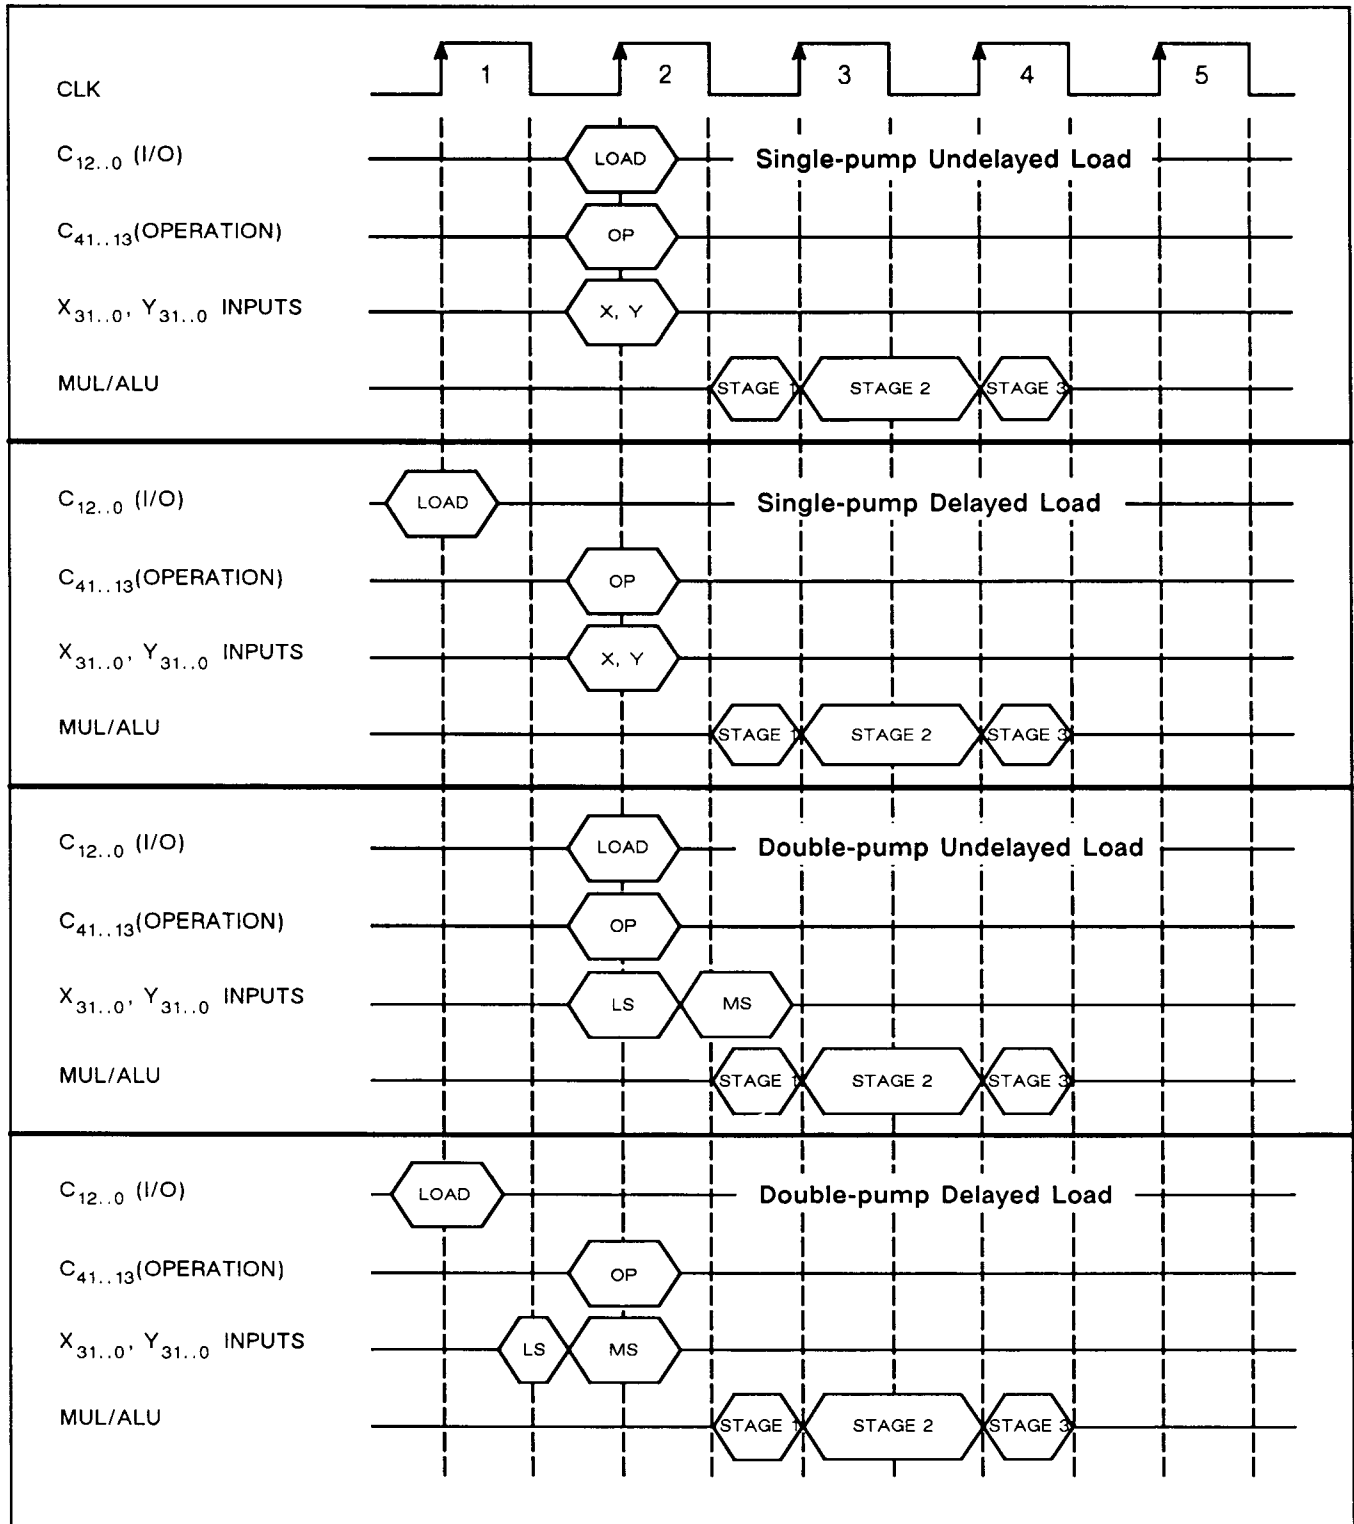 CLK 1 2 3 4 5
C12..0 (I/O) LOAD Single-pump Undelayed Load
C41..13(OPERATION) OP
X31..0, Y31..0 INPUTS X, Y
MUL/ALU STAGE 1 STAGE 2 STAGE 3
C12..0 (I/O) LOAD Single-pump Delayed Load
C41..13(OPERATION) OP
X31..0, Y31..0 INPUTS X, Y
MUL/ALU STAGE 1 STAGE 2 STAGE 3
C12..0 (I/O) LOAD Double-pump Undelayed Load
C41..13(OPERATION) OP
X31..0, Y31..0 INPUTS LS MS
MUL/ALU STAGE 1 STAGE 2 STAGE 3
C12..0 (I/O) LOAD Double-pump Delayed Load
C41..13(OPERATION) OP
X31..0, Y31..0 INPUTS LS MS
MUL/ALU STAGE 1 STAGE 2 STAGE 3